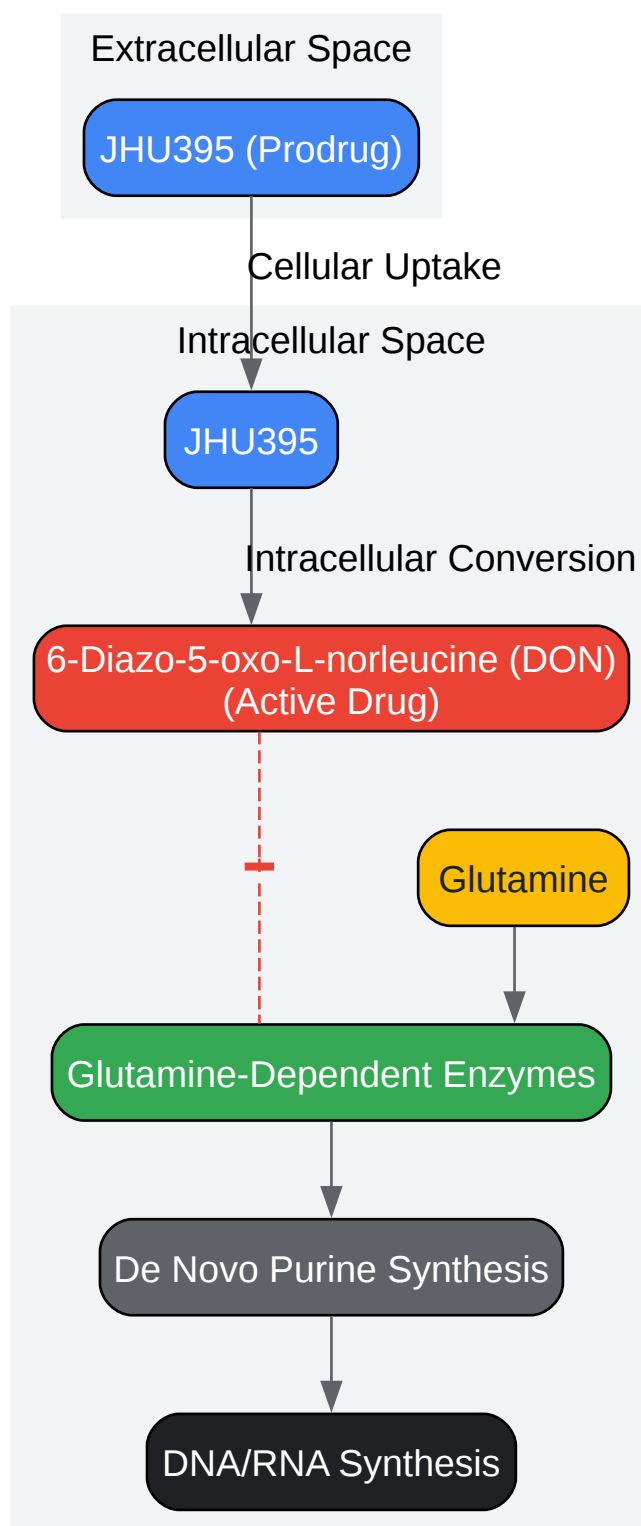 Extracellular Space
JHU395 (Prodrug)
Cellular Uptake
Intracellular Space
JHU395
Intracellular Conversion
6-Diazo-5-oxo-L-norleucine (DON)
(Active Drug)
Glutamine
Glutamine-Dependent Enzymes
De Novo Purine Synthesis
DNA/RNA Synthesis